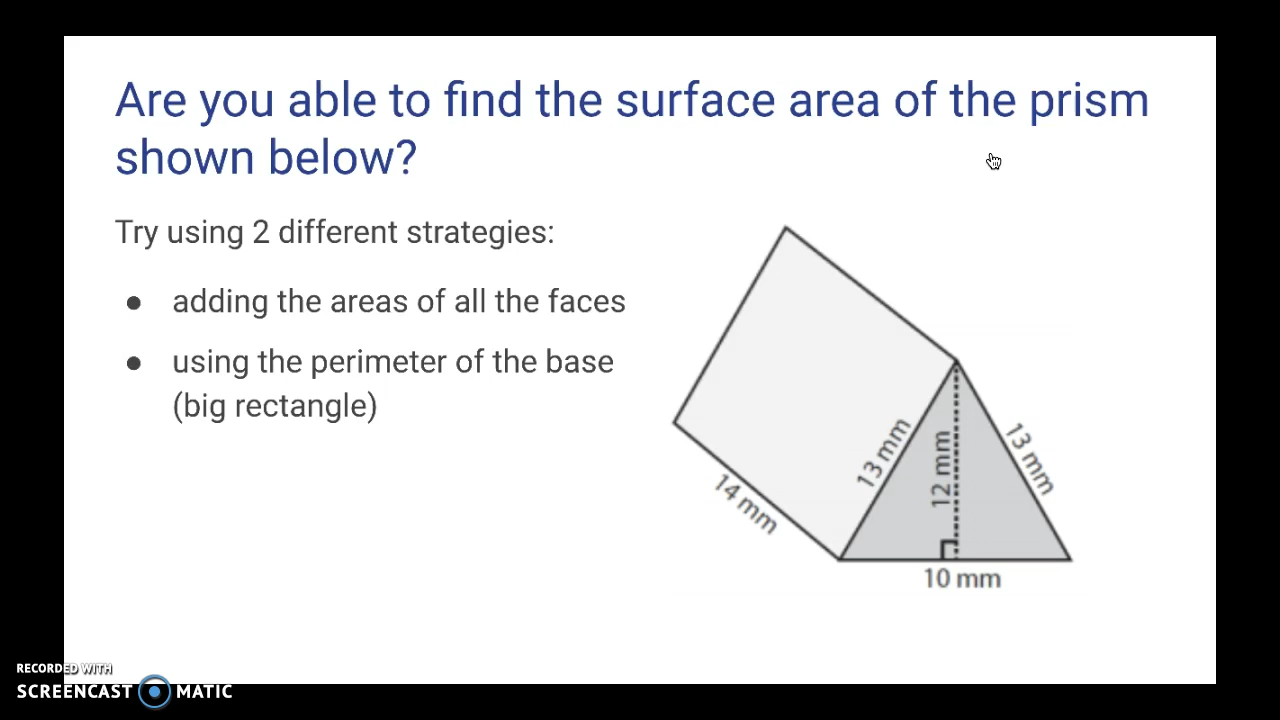 Are you able to find the surface area of the prism
shown below?
Try using 2 different strategies:
● adding the areas of all the faces
● using the perimeter of the base
(big rectangle)
13 mm
12 mm
13 mm
14 mm
10 mm
RECORDED WITH
SCREENCAST MATIC